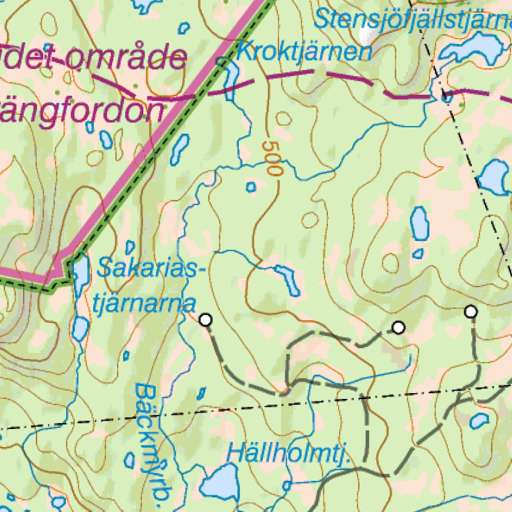 Stensjöfjällstjärna
Kroktjärnen
det område
ängfordon
500
Sakarias-
tjärnarna
Bäckmyrb.
Hällholmtj.